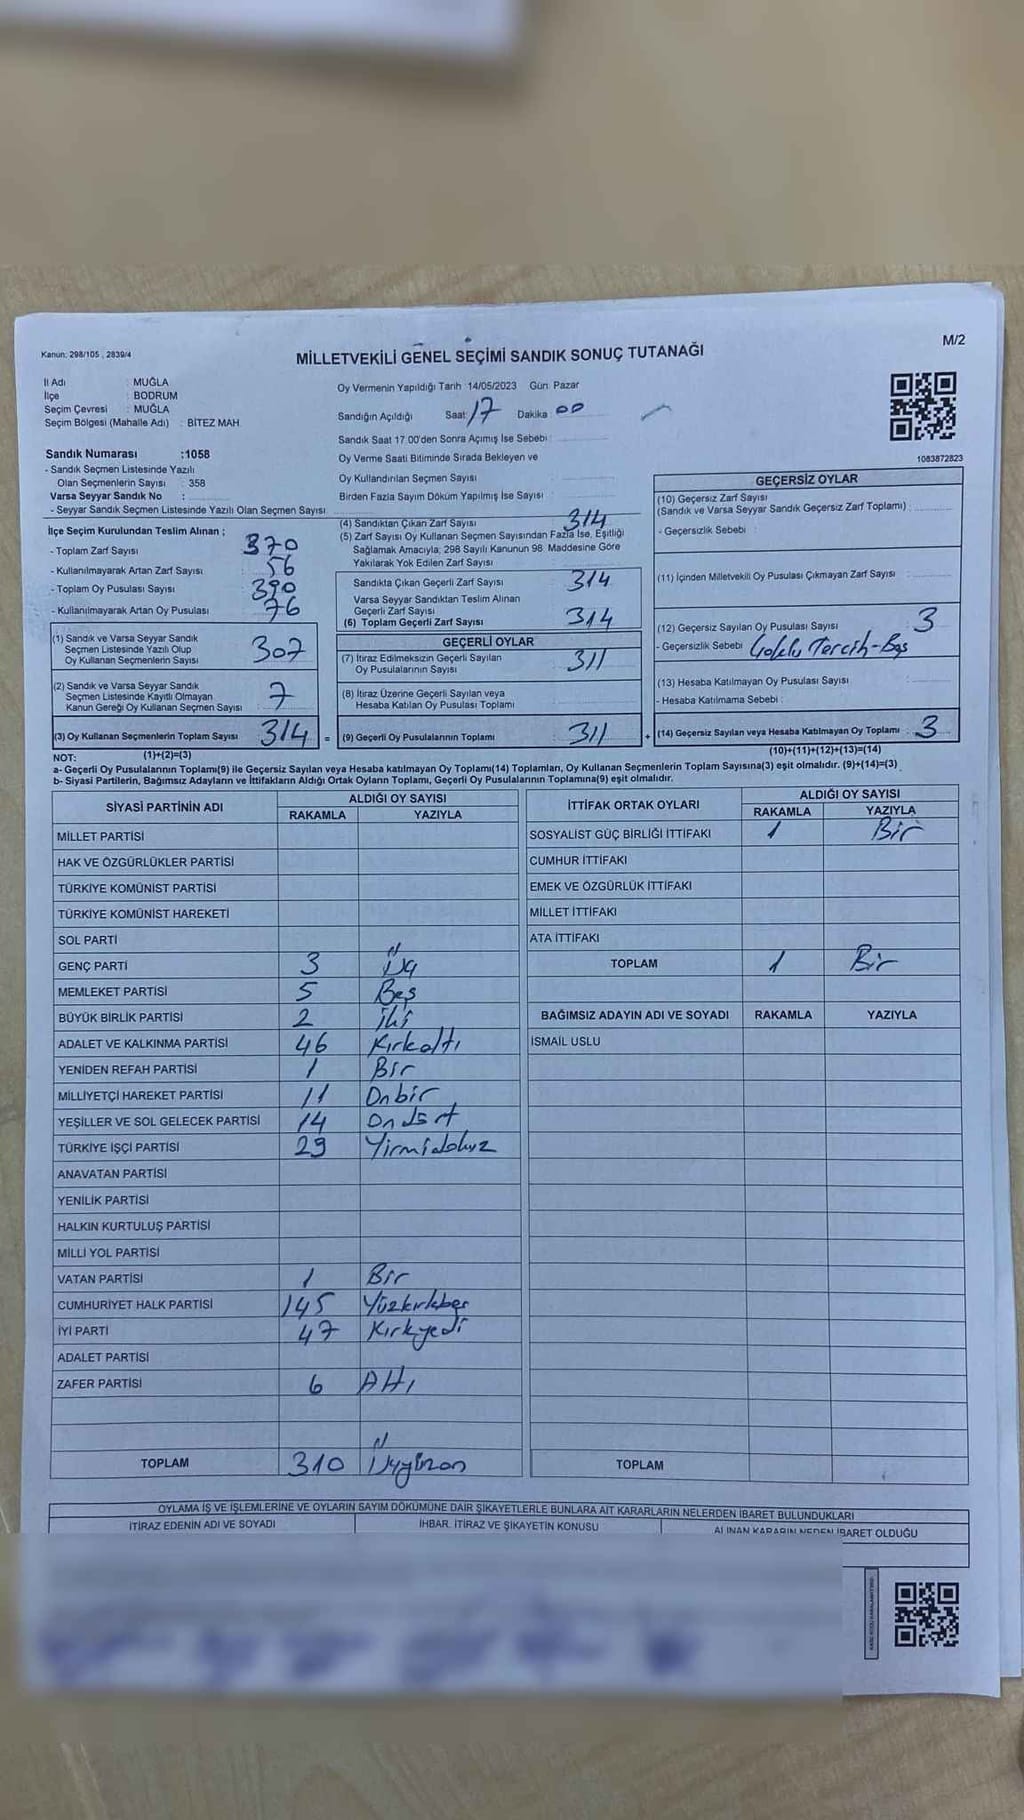 M/2
Kanun: 298/105 , 2839/4
MİLLETVEKİLİ GENEL SEÇİMİ SANDIK SONUÇ TUTANAĞI
İl Adı : MUĞLA
İlçe : BODRUM
Seçim Çevresi : MUĞLA
Seçim Bölgesi (Mahalle Adı) : BİTEZ MAH.
Sandık Numarası :1058
- Sandık Seçmen Listesinde Yazılı
Olan Seçmenlerin Sayısı : 358
Varsa Seyyar Sandık No :
- Seyyar Sandık Seçmen Listesinde Yazılı Olan Seçmen Sayısı
Oy Vermenin Yapıldığı Tarih 14/05/2023 Gün: Pazar
Sandığın Açıldığı Saat: 17 Dakika 00
Sandık Saat 17.00'den Sonra Açımış İse Sebebi
Oy Verme Saati Bitiminde Sırada Bekleyen ve
Oy Kullandırılan Seçmen Sayısı
Birden Fazla Sayım Döküm Yapılmış İse Sayısı
1083872823
İlçe Seçim Kurulundan Teslim Alınan ;
- Toplam Zarf Sayısı 370
- Kullanılmayarak Artan Zarf Sayısı 56
- Toplam Oy Pusulası Sayısı 390
- Kullanılmayarak Artan Oy Pusulası 76
(1) Sandık ve Varsa Seyyar Sandık
Seçmen Listesinde Yazılı Olup
Oy Kullanan Seçmenlerin Sayısı 307
(2) Sandık ve Varsa Seyyar Sandık
Seçmen Listesinde Kayıtlı Olmayan
Kanun Gereği Oy Kullanan Seçmen Sayısı 7
(3) Oy Kullanan Seçmenlerin Toplam Sayısı 314 =
(1)+(2)=(3)
(4) Sandıktan Çıkan Zarf Sayısı 314
(5) Zarf Sayısı Oy Kullanan Seçmen Sayısından Fazla İse, Eşitliği
Sağlamak Amacıyla, 298 Sayılı Kanunun 98. Maddesine Göre
Yakılarak Yok Edilen Zarf Sayısı
Sandıkta Çıkan Geçerli Zarf Sayısı 314
Varsa Seyyar Sandıktan Teslim Alınan
Geçerli Zarf Sayısı
(6) Toplam Geçerli Zarf Sayısı 314
GEÇERLİ OYLAR
(7) İtiraz Edilmeksizin Geçerli Sayılan
Oy Pusulalarının Sayısı 311
(8) İtiraz Üzerine Geçerli Sayılan veya
Hesaba Katılan Oy Pusulası Toplamı
(9) Geçerli Oy Pusulalarının Toplamı 311 +
GEÇERSİZ OYLAR
(10) Geçersiz Zarf Sayısı
(Sandık ve Varsa Seyyar Sandık Geçersiz Zarf Toplamı) :
- Geçersizlik Sebebi :
(11) İçinden Milletvekili Oy Pusulası Çıkmayan Zarf Sayısı
(12) Geçersiz Sayılan Oy Pusulası Sayısı 3
- Geçersizlik Sebebi Çoklu Tercih-Boş
(13) Hesaba Katılmayan Oy Pusulası Sayısı
- Hesaba Katılmama Sebebi :
(14) Geçersiz Sayılan veya Hesaba Katılmayan Oy Toplamı : 3
(10)+(11)+(12)+(13)=(14)
NOT:
a- Geçerli Oy Pusulalarının Toplamı(9) ile Geçersiz Sayılan veya Hesaba katılmayan Oy Toplamı(14) Toplamları, Oy Kullanan Seçmenlerin Toplam Sayısına(3) eşit olmalıdır. (9)+(14)=(3)
b- Siyasi Partilerin, Bağımsız Adayların ve İttifakların Aldığı Ortak Oyların Toplamı, Geçerli Oy Pusulalarının Toplamına(9) eşit olmalıdır.
SİYASİ PARTİNİN ADI ALDIĞI OY SAYISI
RAKAMLA YAZIYLA
MİLLET PARTİSİ
HAK VE ÖZGÜRLÜKLER PARTİSİ
TÜRKİYE KOMÜNİST PARTİSİ
TÜRKİYE KOMÜNİST HAREKETİ
SOL PARTİ
GENÇ PARTİ 3 Üç
MEMLEKET PARTİSİ 5 Beş
BÜYÜK BİRLİK PARTİSİ 2 İki
ADALET VE KALKINMA PARTİSİ 46 Kırkaltı
YENİDEN REFAH PARTİSİ 1 Bir
MİLLİYETÇİ HAREKET PARTİSİ 11 Onbir
YEŞİLLER VE SOL GELECEK PARTİSİ 14 Ondört
TÜRKİYE İŞÇİ PARTİSİ 29 Yirmidokuz
ANAVATAN PARTİSİ
YENİLİK PARTİSİ
HALKIN KURTULUŞ PARTİSİ
MİLLİ YOL PARTİSİ
VATAN PARTİSİ 1 Bir
CUMHURİYET HALK PARTİSİ 145 Yüzkırkbeş
İYİ PARTİ 47 Kırkyedi
ADALET PARTİSİ
ZAFER PARTİSİ 6 Altı
TOPLAM 310 Üçyüzon
İTTİFAK ORTAK OYLARI ALDIĞI OY SAYISI
RAKAMLA YAZIYLA
SOSYALİST GÜÇ BİRLİĞİ İTTİFAKI 1 Bir
CUMHUR İTTİFAKI
EMEK VE ÖZGÜRLÜK İTTİFAKI
MİLLET İTTİFAKI
ATA İTTİFAKI
TOPLAM 1 Bir
BAĞIMSIZ ADAYIN ADI VE SOYADI RAKAMLA YAZIYLA
İSMAİL USLU
TOPLAM
OYLAMA İŞ VE İŞLEMLERİNE VE OYLARIN SAYIM DÖKÜMÜNE DAİR ŞİKAYETLERLE BUNLARA AİT KARARLARIN NELERDEN İBARET BULUNDUKLARI
İTİRAZ EDENİN ADI VE SOYADI İHBAR, İTİRAZ VE ŞİKAYETİN KONUSU ALINAN KARARIN NEDEN İBARET OLDUĞU